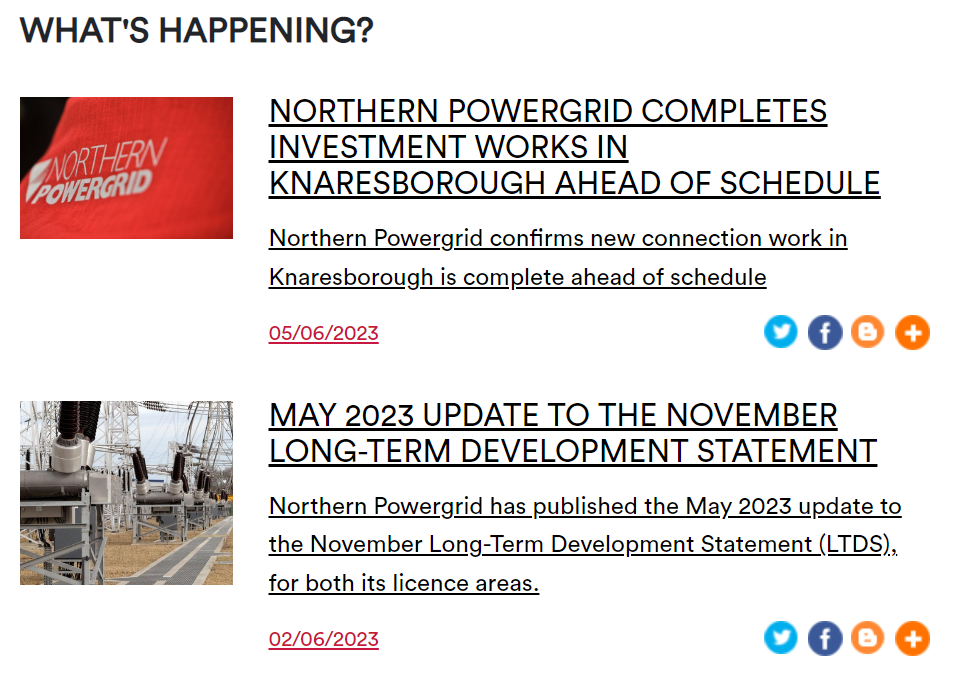 WHAT'S HAPPENING?
NORTHERN
POWERGRID
NORTHERN POWERGRID COMPLETES
INVESTMENT WORKS IN
KNARESBOROUGH AHEAD OF SCHEDULE
Northern Powergrid confirms new connection work in
Knaresborough is complete ahead of schedule
05/06/2023
MAY 2023 UPDATE TO THE NOVEMBER
LONG-TERM DEVELOPMENT STATEMENT
Northern Powergrid has published the May 2023 update to
the November Long-Term Development Statement (LTDS),
for both its licence areas.
02/06/2023